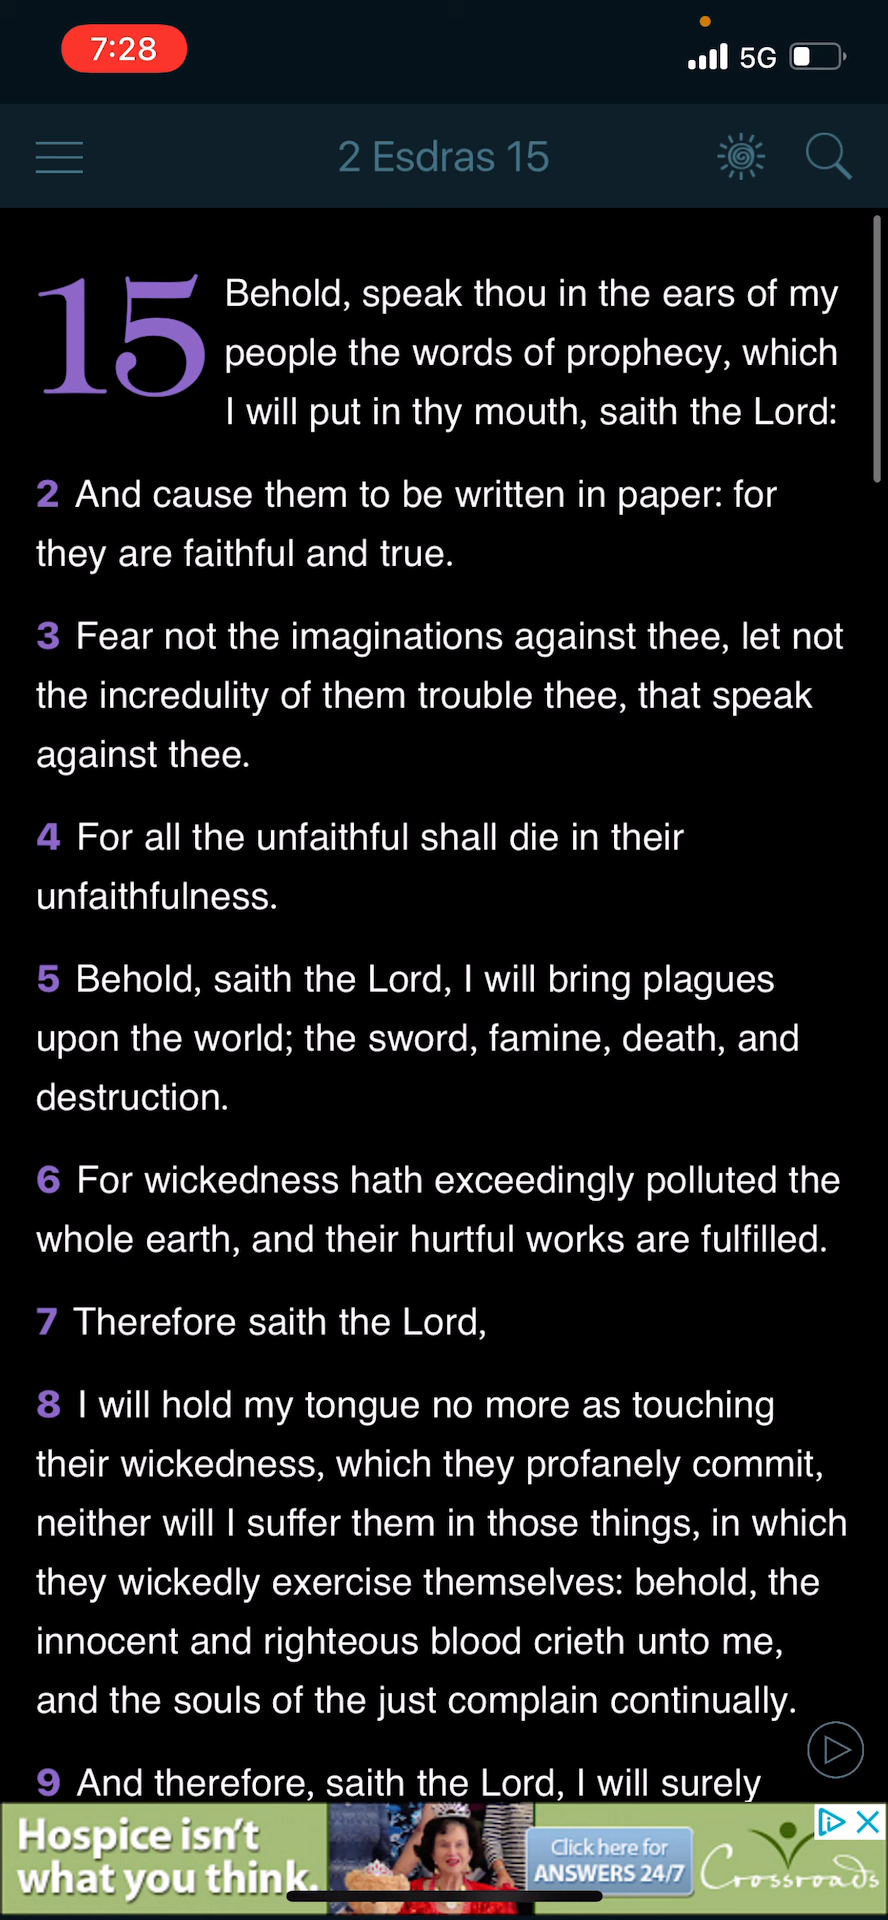 7:28
5G
2 Esdras 15
15 Behold, speak thou in the ears of my
people the words of prophecy, which
I will put in thy mouth, saith the Lord:
2 And cause them to be written in paper: for
they are faithful and true.
3 Fear not the imaginations against thee, let not
the incredulity of them trouble thee, that speak
against thee.
4 For all the unfaithful shall die in their
unfaithfulness.
5 Behold, saith the Lord, I will bring plagues
upon the world; the sword, famine, death, and
destruction.
6 For wickedness hath exceedingly polluted the
whole earth, and their hurtful works are fulfilled.
7 Therefore saith the Lord,
8 I will hold my tongue no more as touching
their wickedness, which they profanely commit,
neither will I suffer them in those things, in which
they wickedly exercise themselves: behold, the
innocent and righteous blood crieth unto me,
and the souls of the just complain continually.
9 And therefore, saith the Lord, I will surely
Hospice isn't
what you think.
Click here for
ANSWERS 24/7
Crossroads